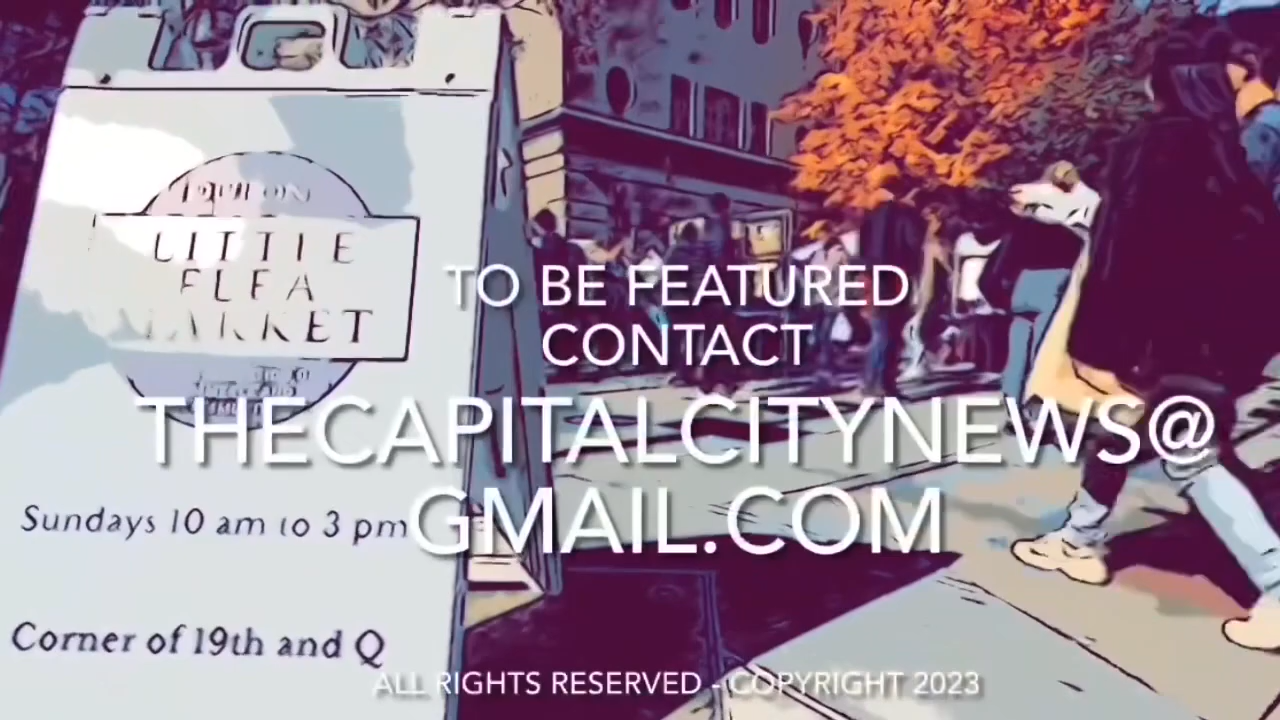 LITTLE
FLEA
MARKET
Sundays 10 am to 3 pm
Corner of 19th and Q
TO BE FEATURED
CONTACT
THECAPITALCITYNEWS@
GMAIL.COM
ALL RIGHTS RESERVED - COPYRIGHT 2023